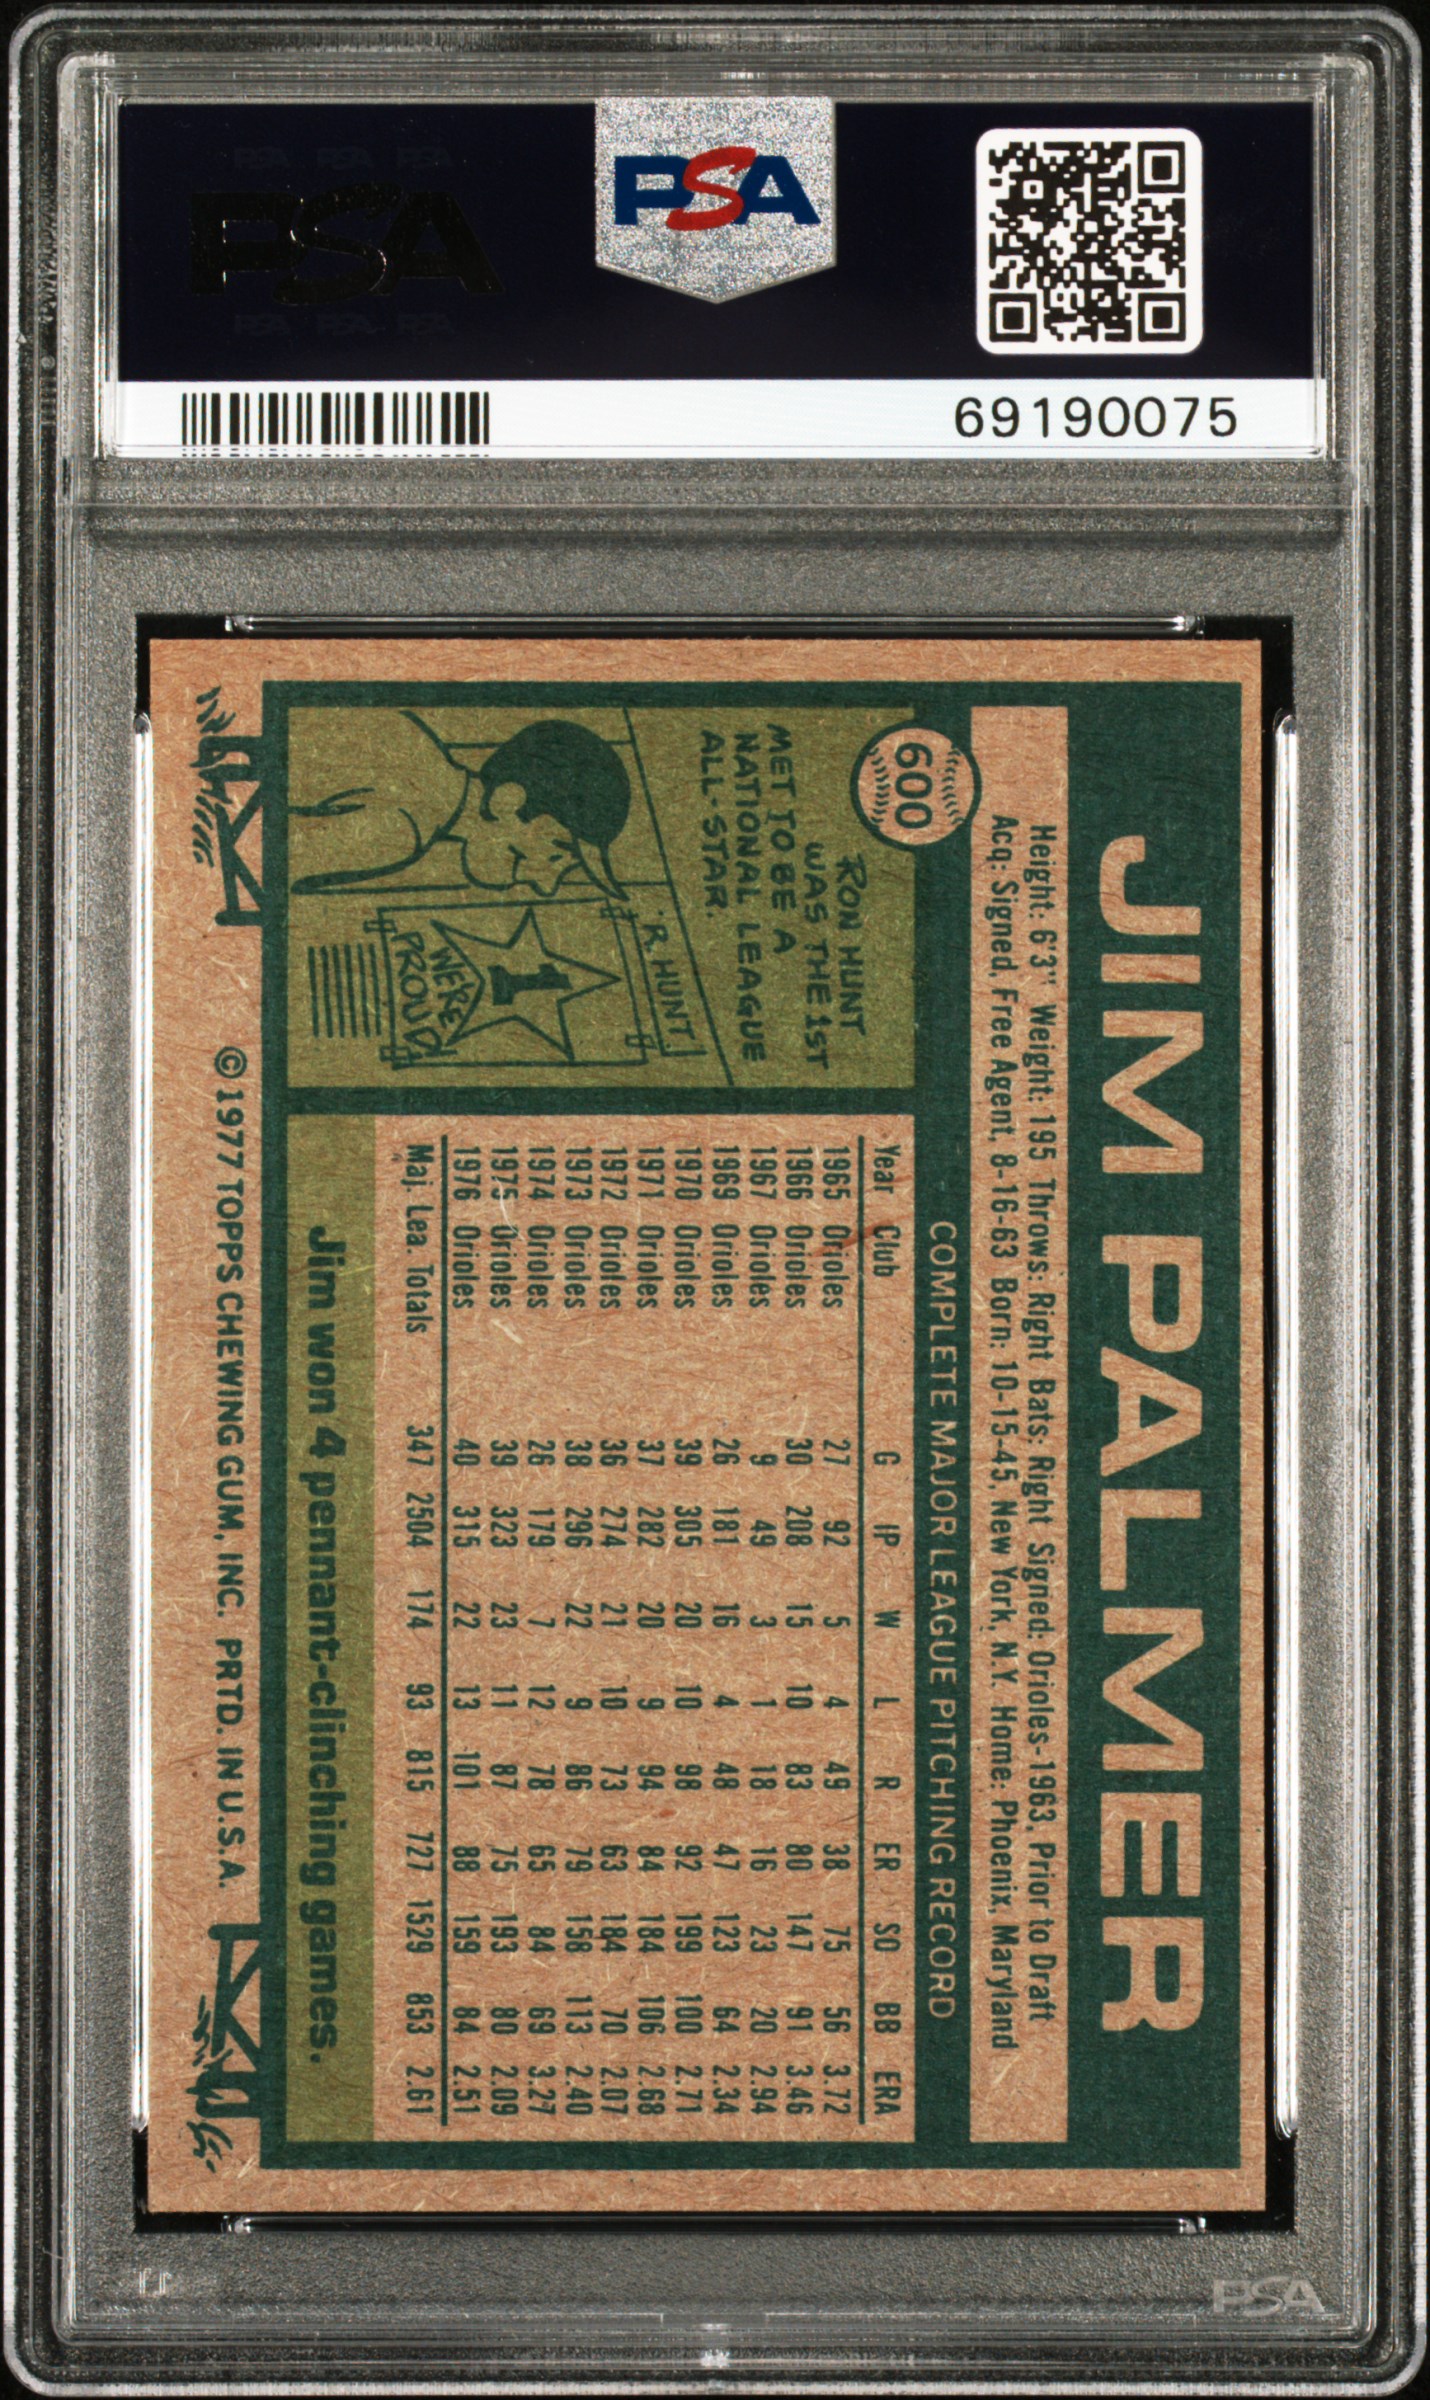 PSA
PSA PSA PSA
PSA
PSA PSA PSA
69190075
JIM PALMER
Height: 6'3" Weight: 195 Throws: Right Bats: Right Signed: Orioles-1963, Prior to Draft
Acq: Signed, Free Agent, 8-16-63 Born: 10-15-45, New York, N.Y. Home: Phoenix, Maryland
600
RON HUNT
WAS THE 1ST
MET TO BE A
NATIONAL LEAGUE
ALL-STAR.
R. HUNT
1
WE'RE
PROUD
COMPLETE MAJOR LEAGUE PITCHING RECORD
Year Club G IP W L R ER SO BB ERA
1965 Orioles 27 92 5 4 49 38 75 56 3.72
1966 Orioles 30 208 15 10 83 80 147 91 3.46
1967 Orioles 9 49 3 1 18 16 23 20 2.94
1969 Orioles 26 181 16 4 48 47 123 64 2.34
1970 Orioles 39 305 20 10 98 92 199 100 2.71
1971 Orioles 37 282 20 9 94 84 184 106 2.68
1972 Orioles 36 274 21 10 73 63 184 70 2.07
1973 Orioles 38 296 22 9 86 79 158 113 2.40
1974 Orioles 26 179 7 12 78 65 84 69 3.27
1975 Orioles 39 323 23 11 87 75 193 80 2.09
1976 Orioles 40 315 22 13 101 88 159 84 2.51
Maj. Lea. Totals 347 2504 174 93 815 727 1529 853 2.61
Jim won 4 pennant-clinching games.
©1977 TOPPS CHEWING GUM, INC. PRTD. IN U.S.A.
PSA